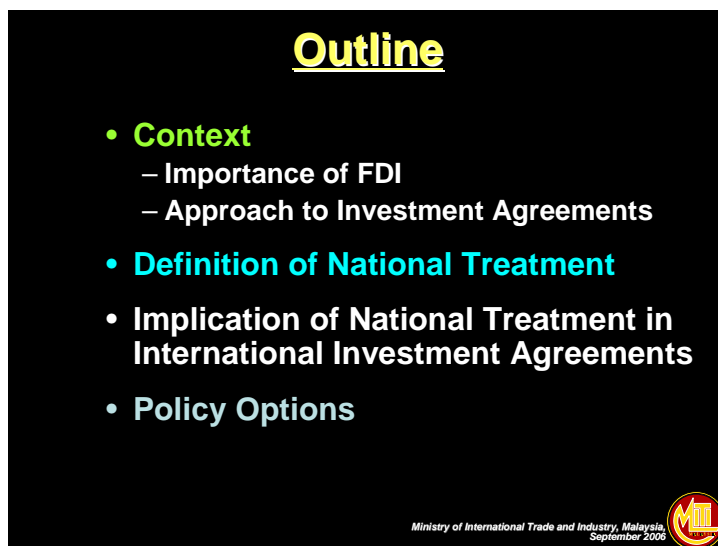 Outline
• Context
– Importance of FDI
– Approach to Investment Agreements
• Definition of National Treatment
• Implication of National Treatment in
International Investment Agreements
• Policy Options
Ministry of International Trade and Industry, Malaysia,
September 2006
MITI